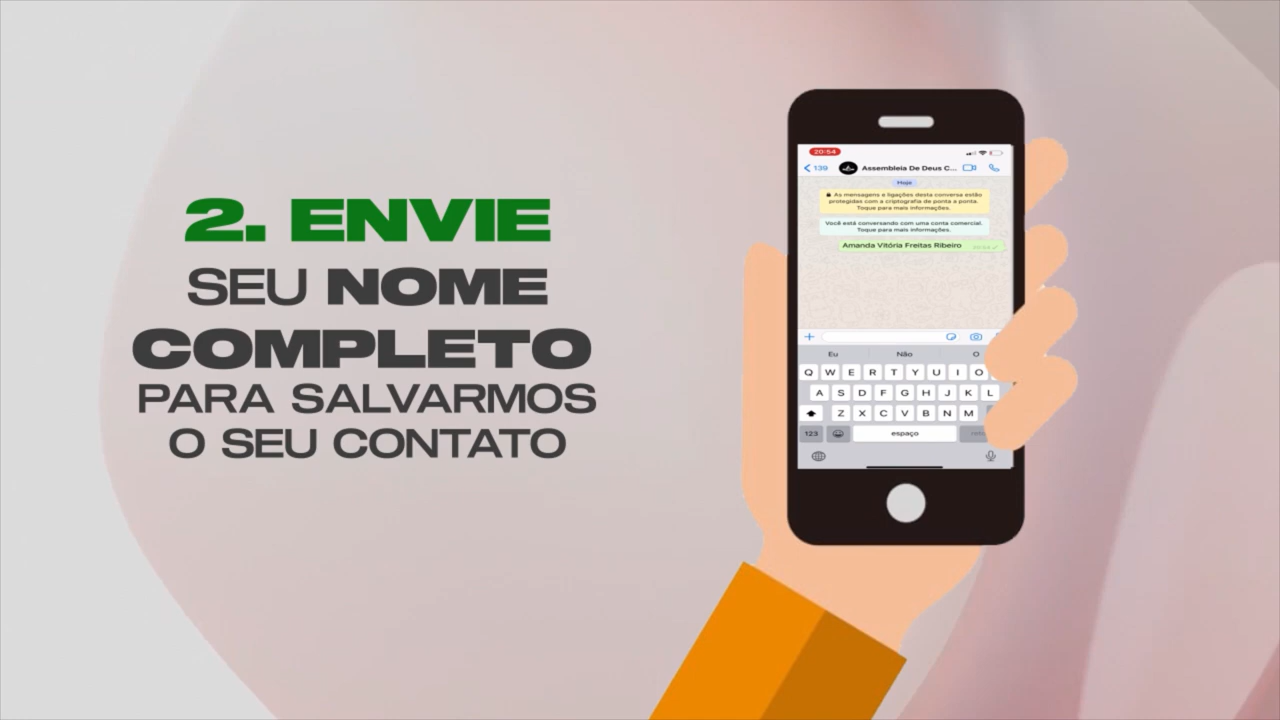 2. ENVIE
SEU NOME
COMPLETO
PARA SALVARMOS
O SEU CONTATO
20:54
139
Assembleia De Deus C...
Hoje
As mensagens e ligações desta conversa estão
protegidas com a criptografia de ponta a ponta.
Toque para mais informações.
Você está conversando com uma conta comercial.
Toque para mais informações.
Amanda Vitória Freitas Ribeiro 20:54
Eu Não O
Q W E R T Y U I O
A S D F G H J K L
Z X C V B N M
123 espaço